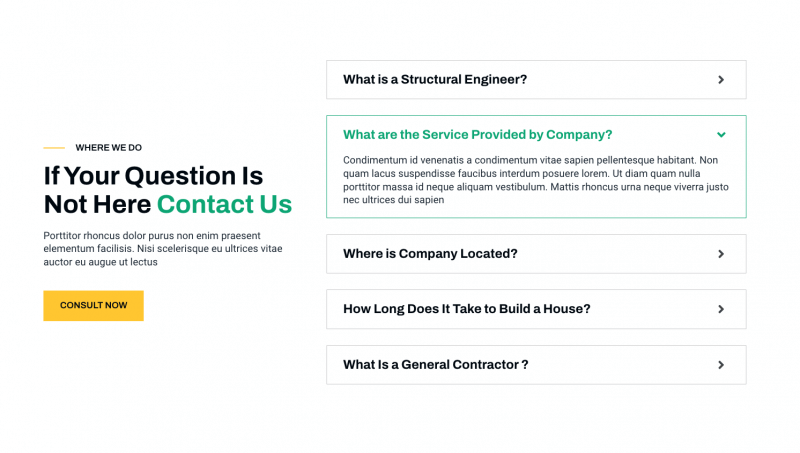 WHERE WE DO
If Your Question Is
Not Here Contact Us
Porttitor rhoncus dolor purus non enim praesent
elementum facilisis. Nisi scelerisque eu ultrices vitae
auctor eu augue ut lectus
CONSULT NOW
What is a Structural Engineer?
What are the Service Provided by Company?
Condimentum id venenatis a condimentum vitae sapien pellentesque habitant. Non
quam lacus suspendisse faucibus interdum posuere lorem. Ut diam quam nulla
porttitor massa id neque aliquam vestibulum. Mattis rhoncus urna neque viverra justo
nec ultrices dui sapien
Where is Company Located?
How Long Does It Take to Build a House?
What Is a General Contractor ?